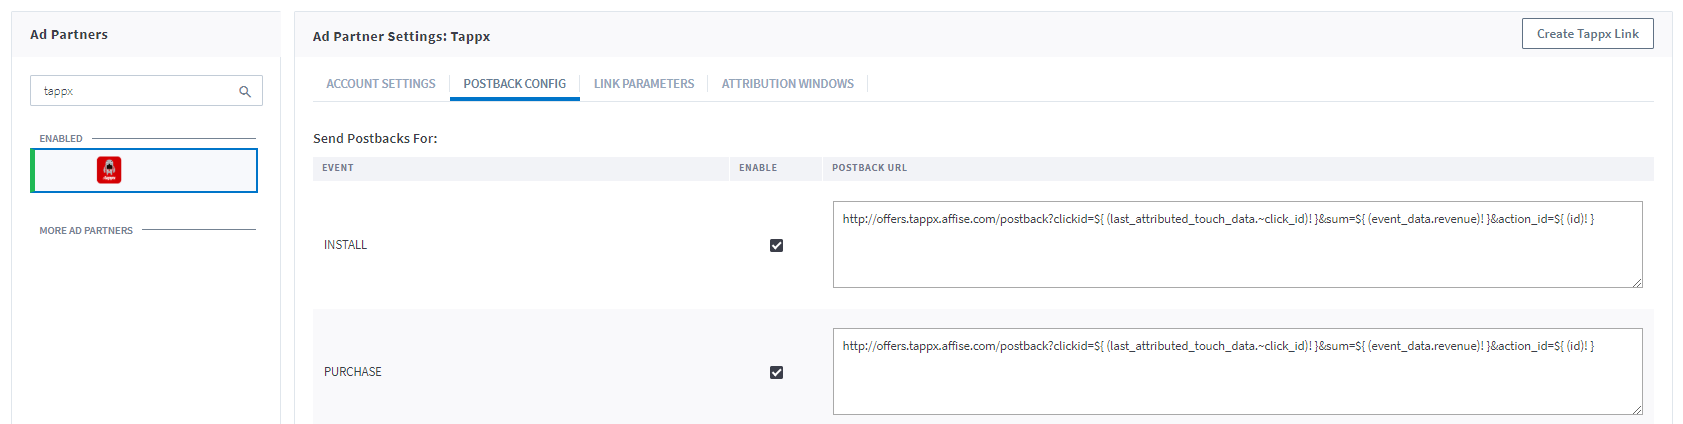 Ad Partners
tappx
ENABLED
tappx
MORE AD PARTNERS
Ad Partner Settings: Tappx
Create Tappx Link
ACCOUNT SETTINGS
POSTBACK CONFIG
LINK PARAMETERS
ATTRIBUTION WINDOWS
Send Postbacks For:
EVENT
ENABLE
POSTBACK URL
INSTALL
http://offers.tappx.affise.com/postback?clickid=${ (last_attributed_touch_data.~click_id)! }&sum=${ (event_data.revenue)! }&action_id=${ (id)! }
PURCHASE
http://offers.tappx.affise.com/postback?clickid=${ (last_attributed_touch_data.~click_id)! }&sum=${ (event_data.revenue)! }&action_id=${ (id)! }